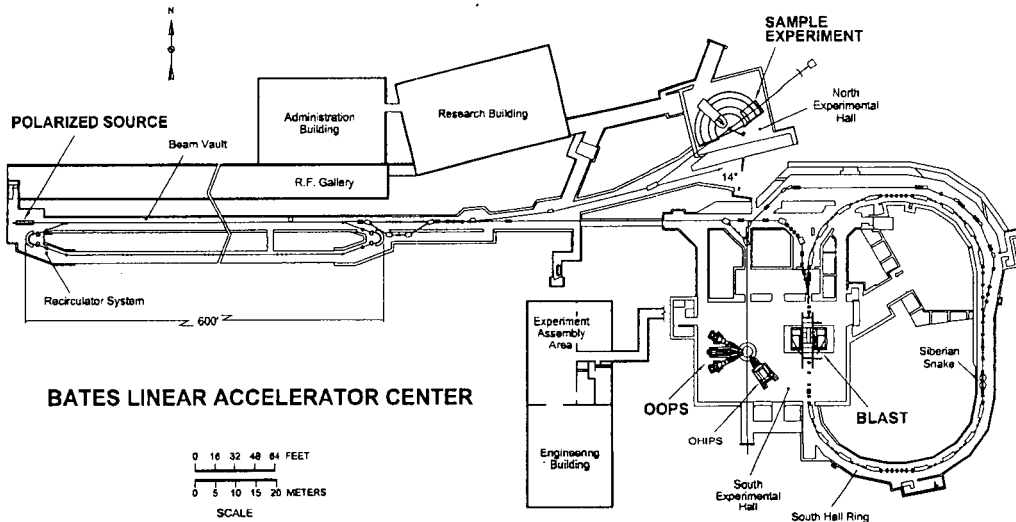 N
SAMPLE
EXPERIMENT
Administration
Building
Research Building
North
Experimental
Hall
POLARIZED SOURCE
Beam Vault
R.F. Gallery
14°
Recirculator System
600'
Experiment
Assembly
Area
Siberian
Snake
BATES LINEAR ACCELERATOR CENTER
OOPS
BLAST
OHIPS
Engineering
Building
South
Experimental
Hall
South Hall Ring
0 16 32 48 64 FEET
0 5 10 15 20 METERS
SCALE